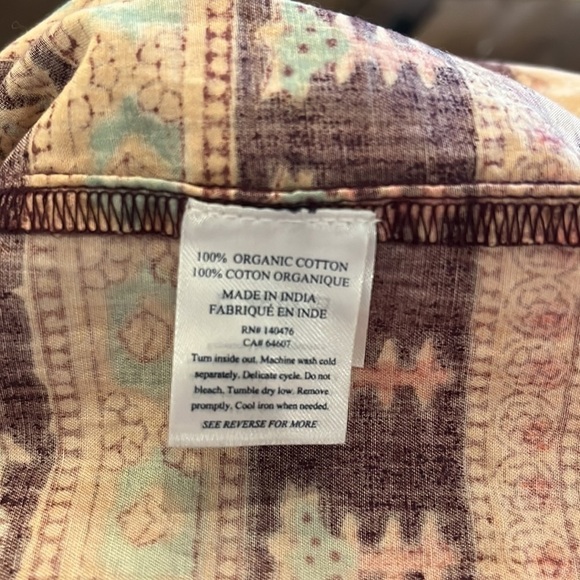 100% ORGANIC COTTON
100% COTON ORGANIQUE
MADE IN INDIA
FABRIQUÉ EN INDE
RN# 140476
CA# 64607
Turn inside out. Machine wash cold
separately. Delicate cycle. Do not
bleach. Tumble dry low. Remove
promptly. Cool iron when needed.
SEE REVERSE FOR MORE